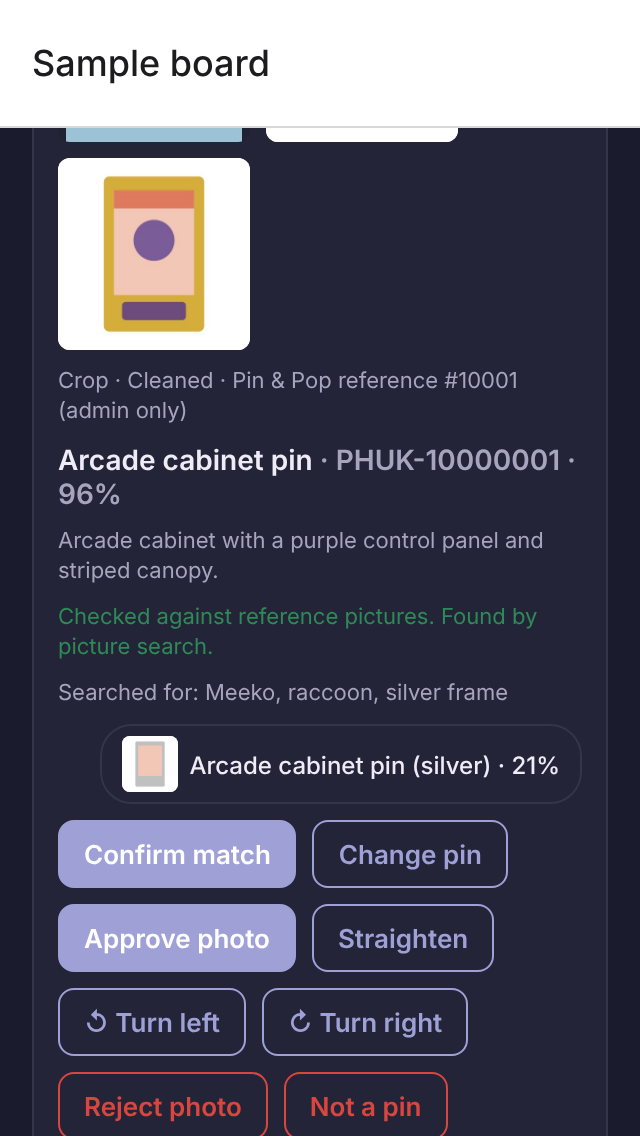 Sample board
Crop · Cleaned · Pin & Pop reference #10001
(admin only)
Arcade cabinet pin · PHUK-10000001 ·
96%
Arcade cabinet with a purple control panel and
striped canopy.
Checked against reference pictures. Found by
picture search.
Searched for: Meeko, raccoon, silver frame
Arcade cabinet pin (silver) · 21%
Confirm match
Change pin
Approve photo
Straighten
Turn left
Turn right
Reject photo
Not a pin